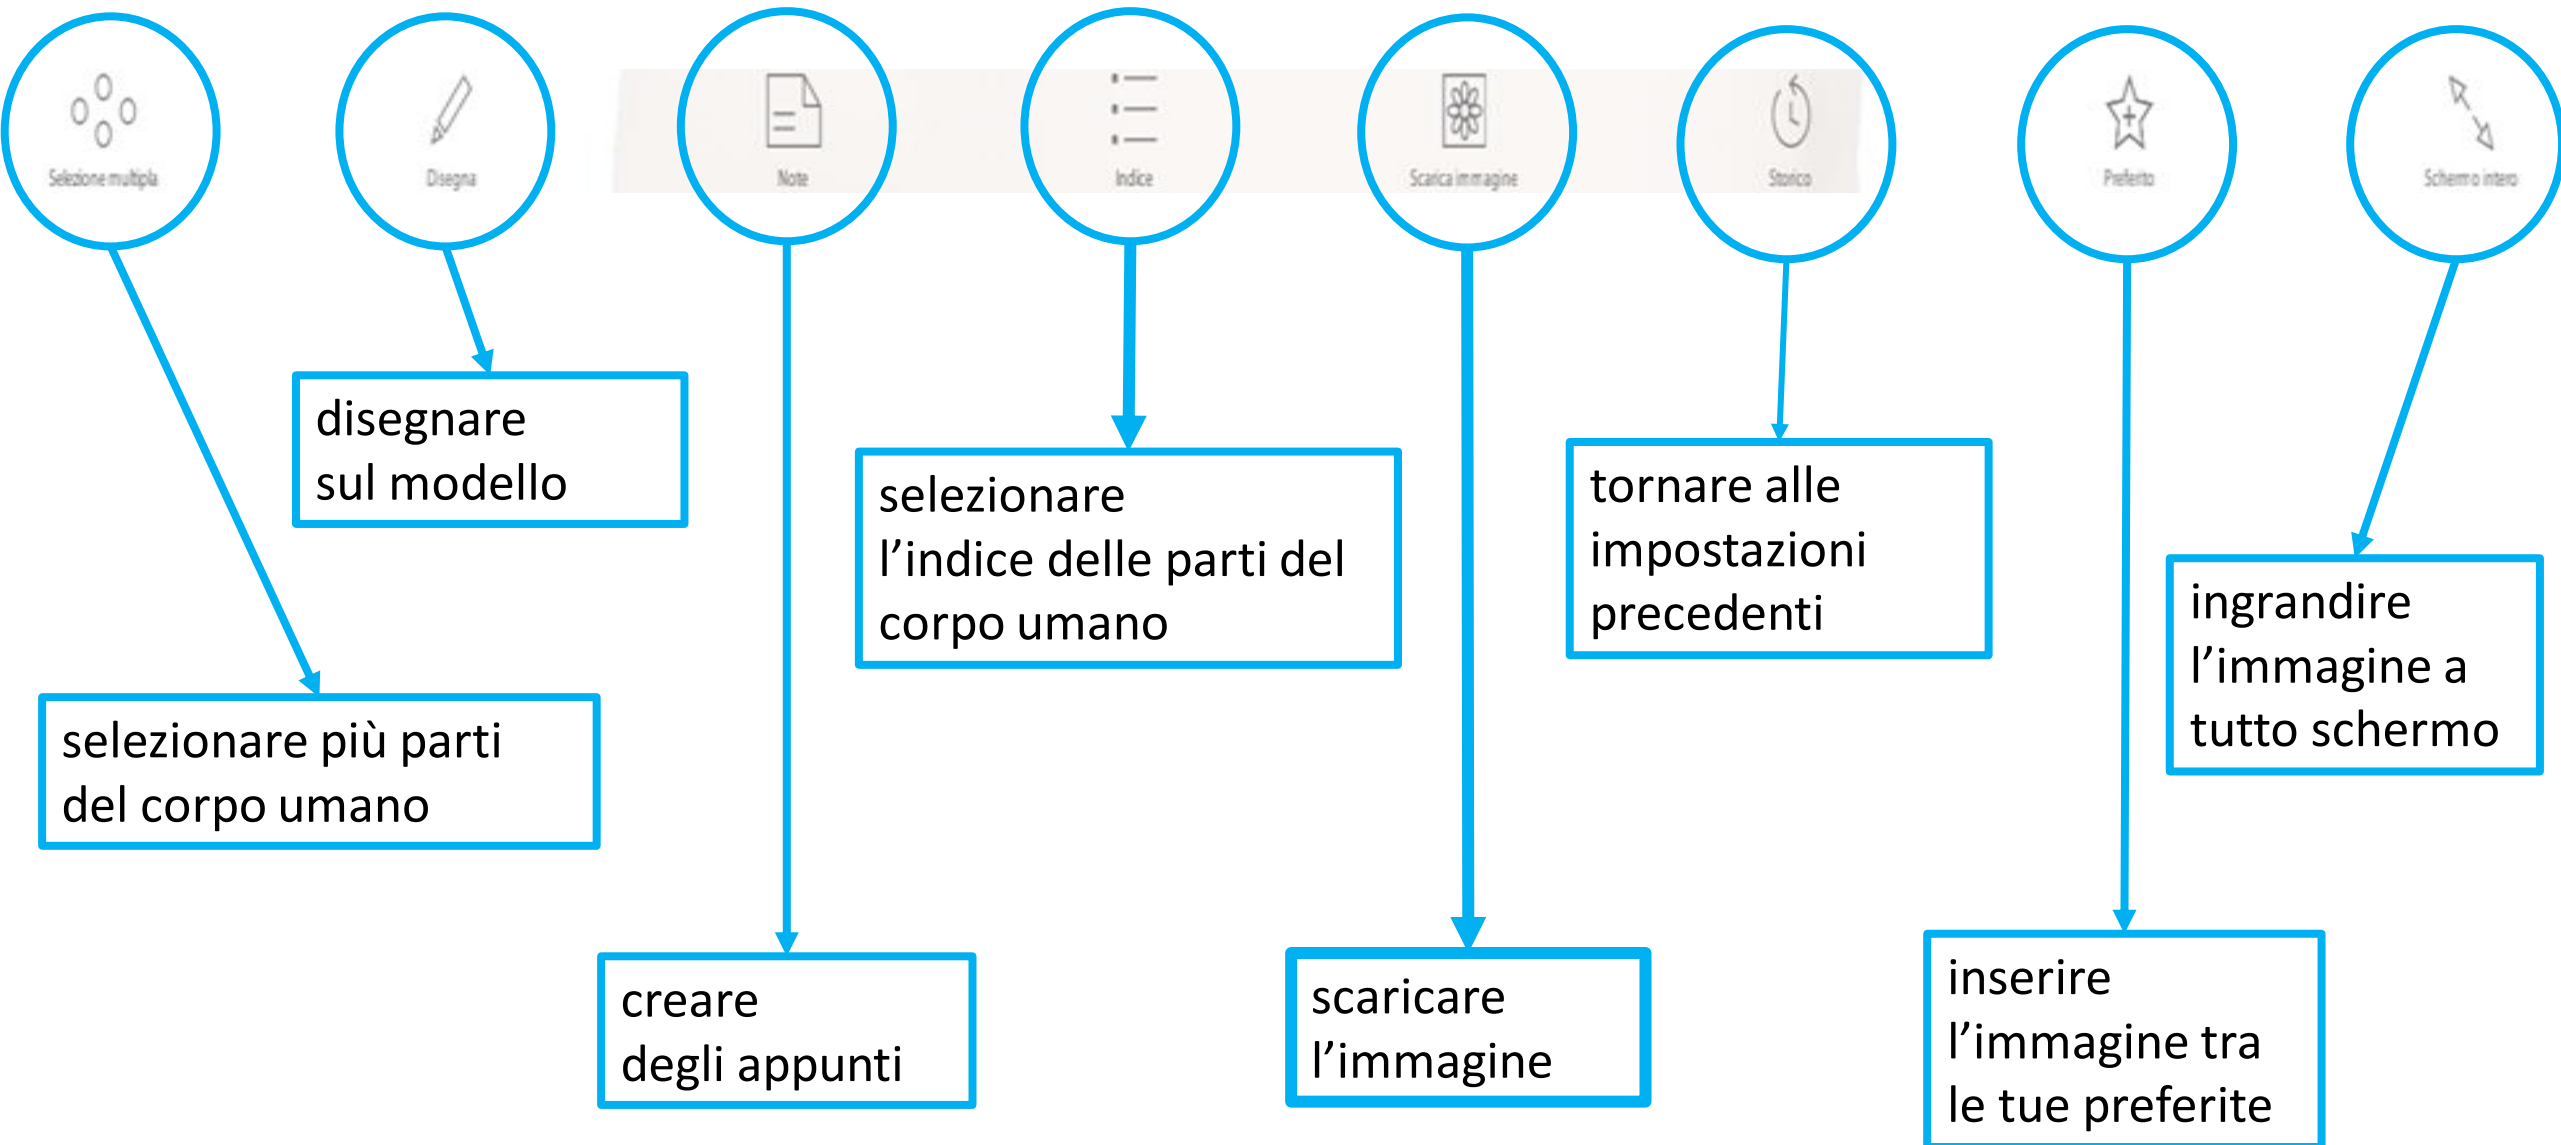 Selezione multipla
Disegna
Note
Indice
Scarica immagine
Storico
Preferito
Schermo intero
disegnare
sul modello
selezionare
l’indice delle parti del
corpo umano
tornare alle
impostazioni
precedenti
ingrandire
l’immagine a
tutto schermo
selezionare più parti
del corpo umano
creare
degli appunti
scaricare
l’immagine
inserire
l’immagine tra
le tue preferite